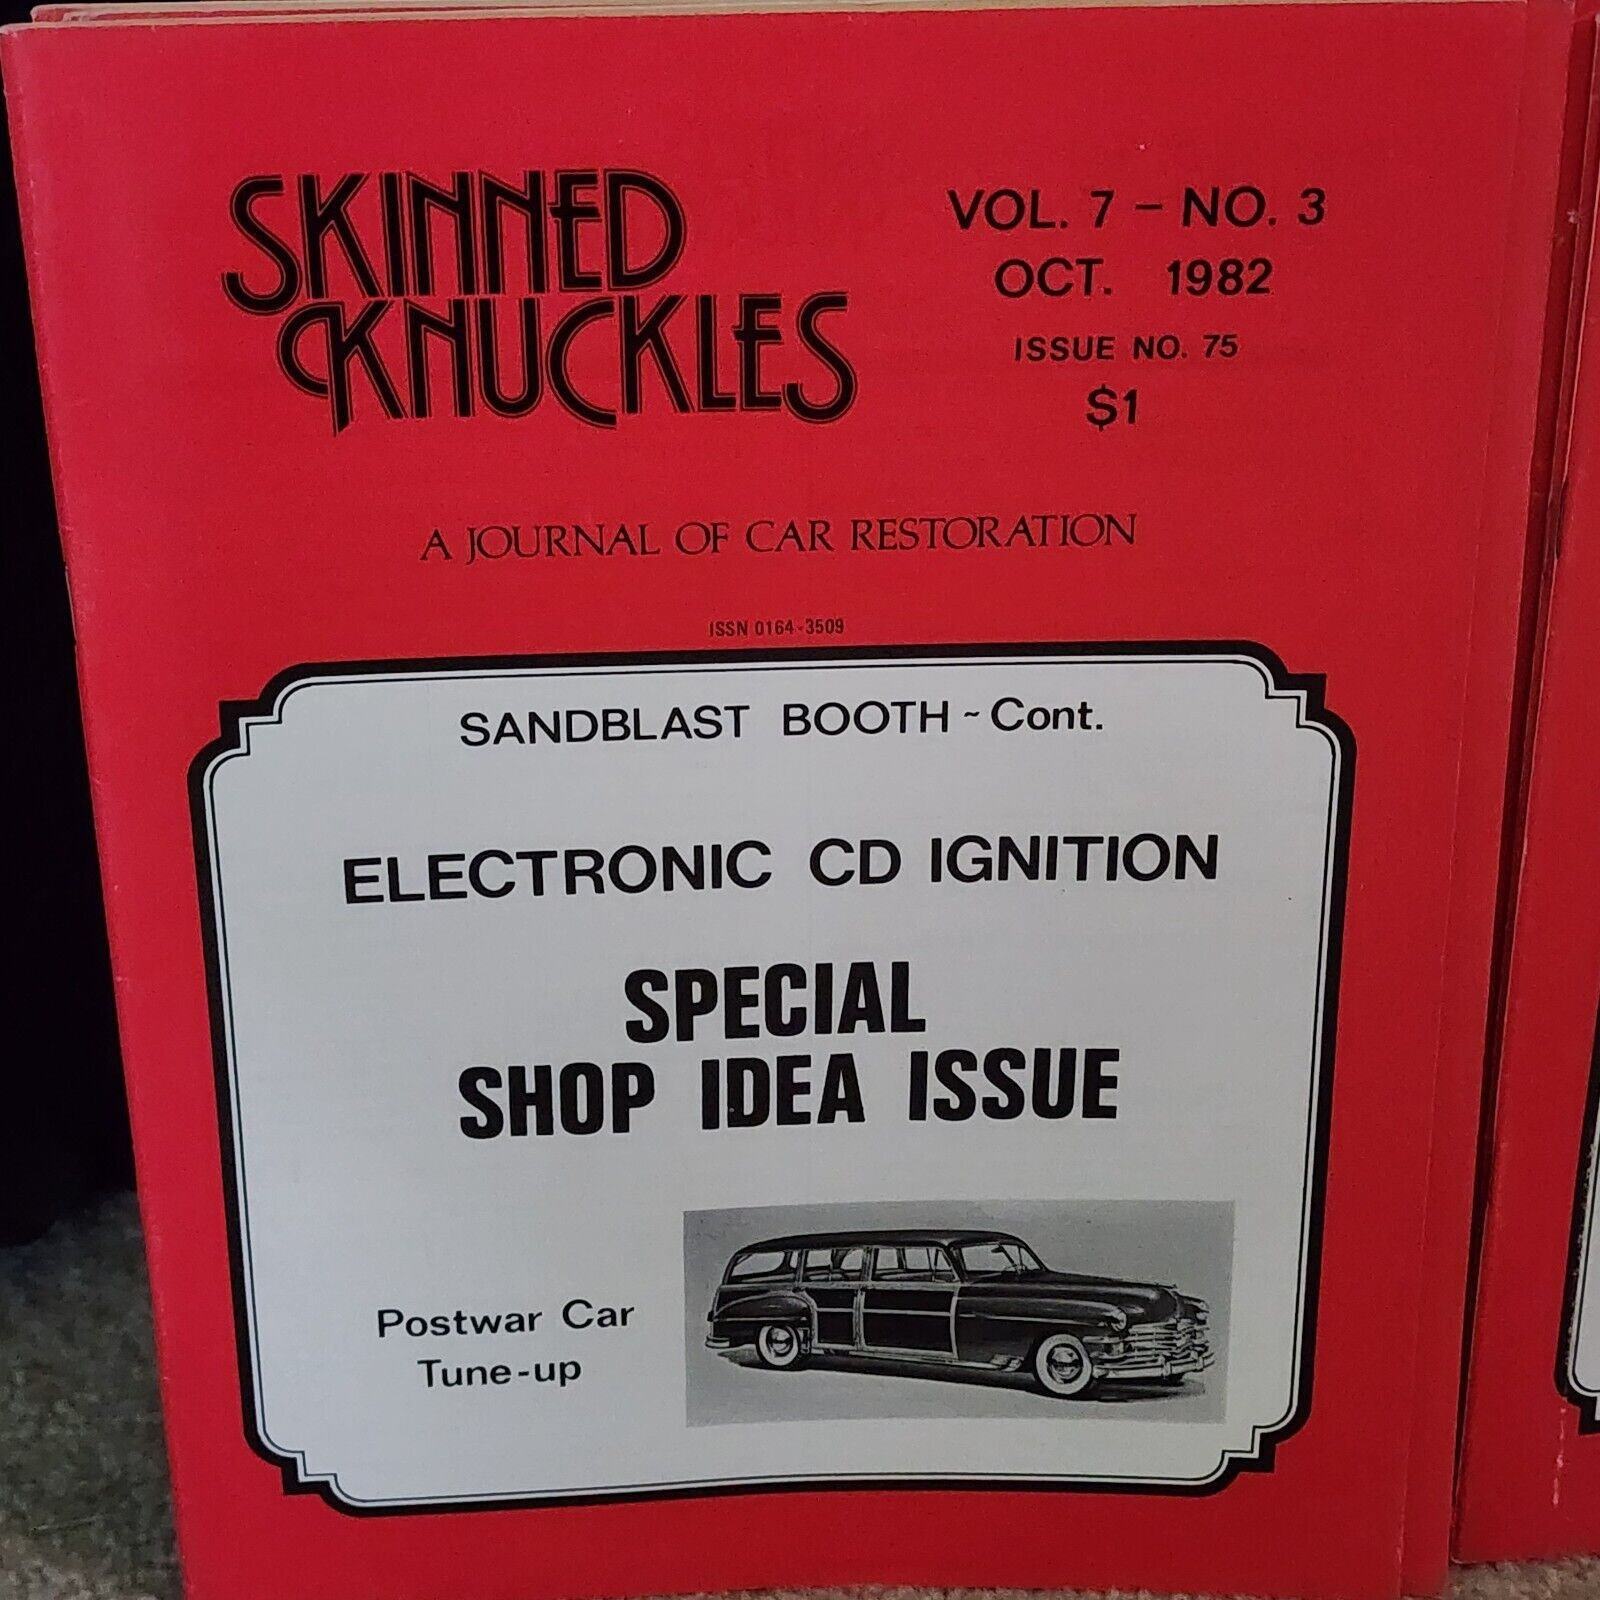 SKINNED
KNUCKLES
VOL. 7 - NO. 3
OCT. 1982
ISSUE NO. 75
$1
A JOURNAL OF CAR RESTORATION
ISSN 0164-3509
SANDBLAST BOOTH ~ Cont.
ELECTRONIC CD IGNITION
SPECIAL
SHOP IDEA ISSUE
Postwar Car
Tune-up